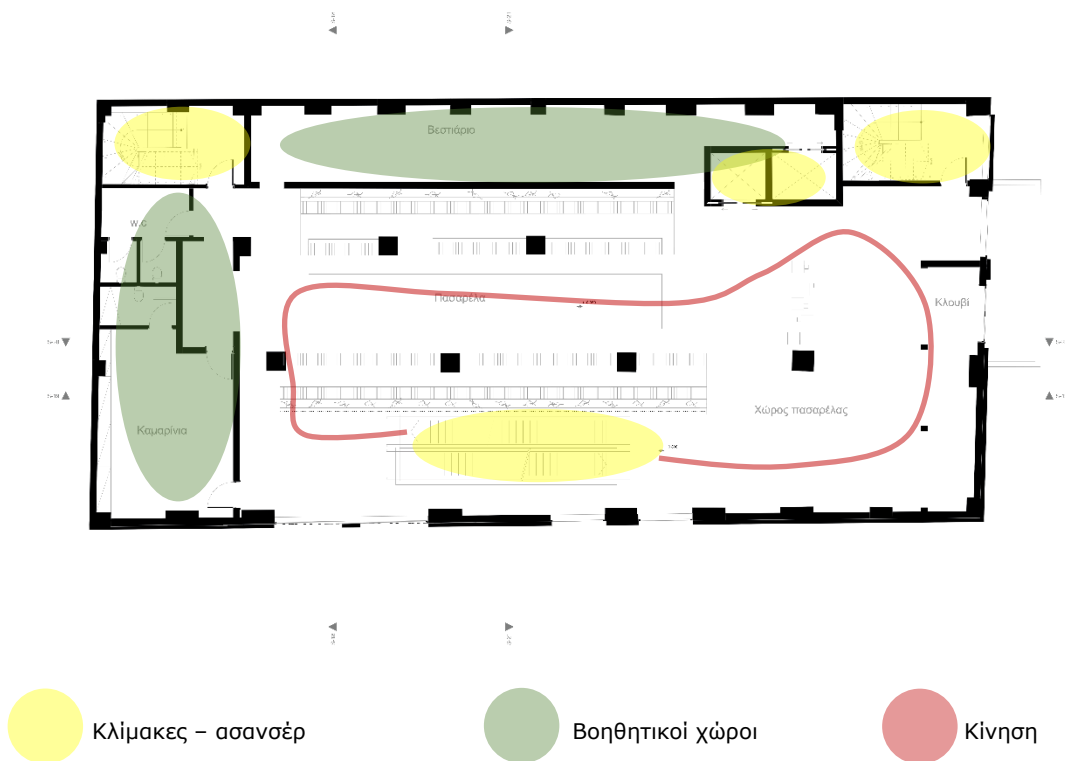 Βεστιάριο
W.C
Πασαρέλα
Κλουβί
Χώρος πασαρέλας
Καμαρίνια
Κλίμακες – ασανσέρ
Βοηθητικοί χώροι
Κίνηση